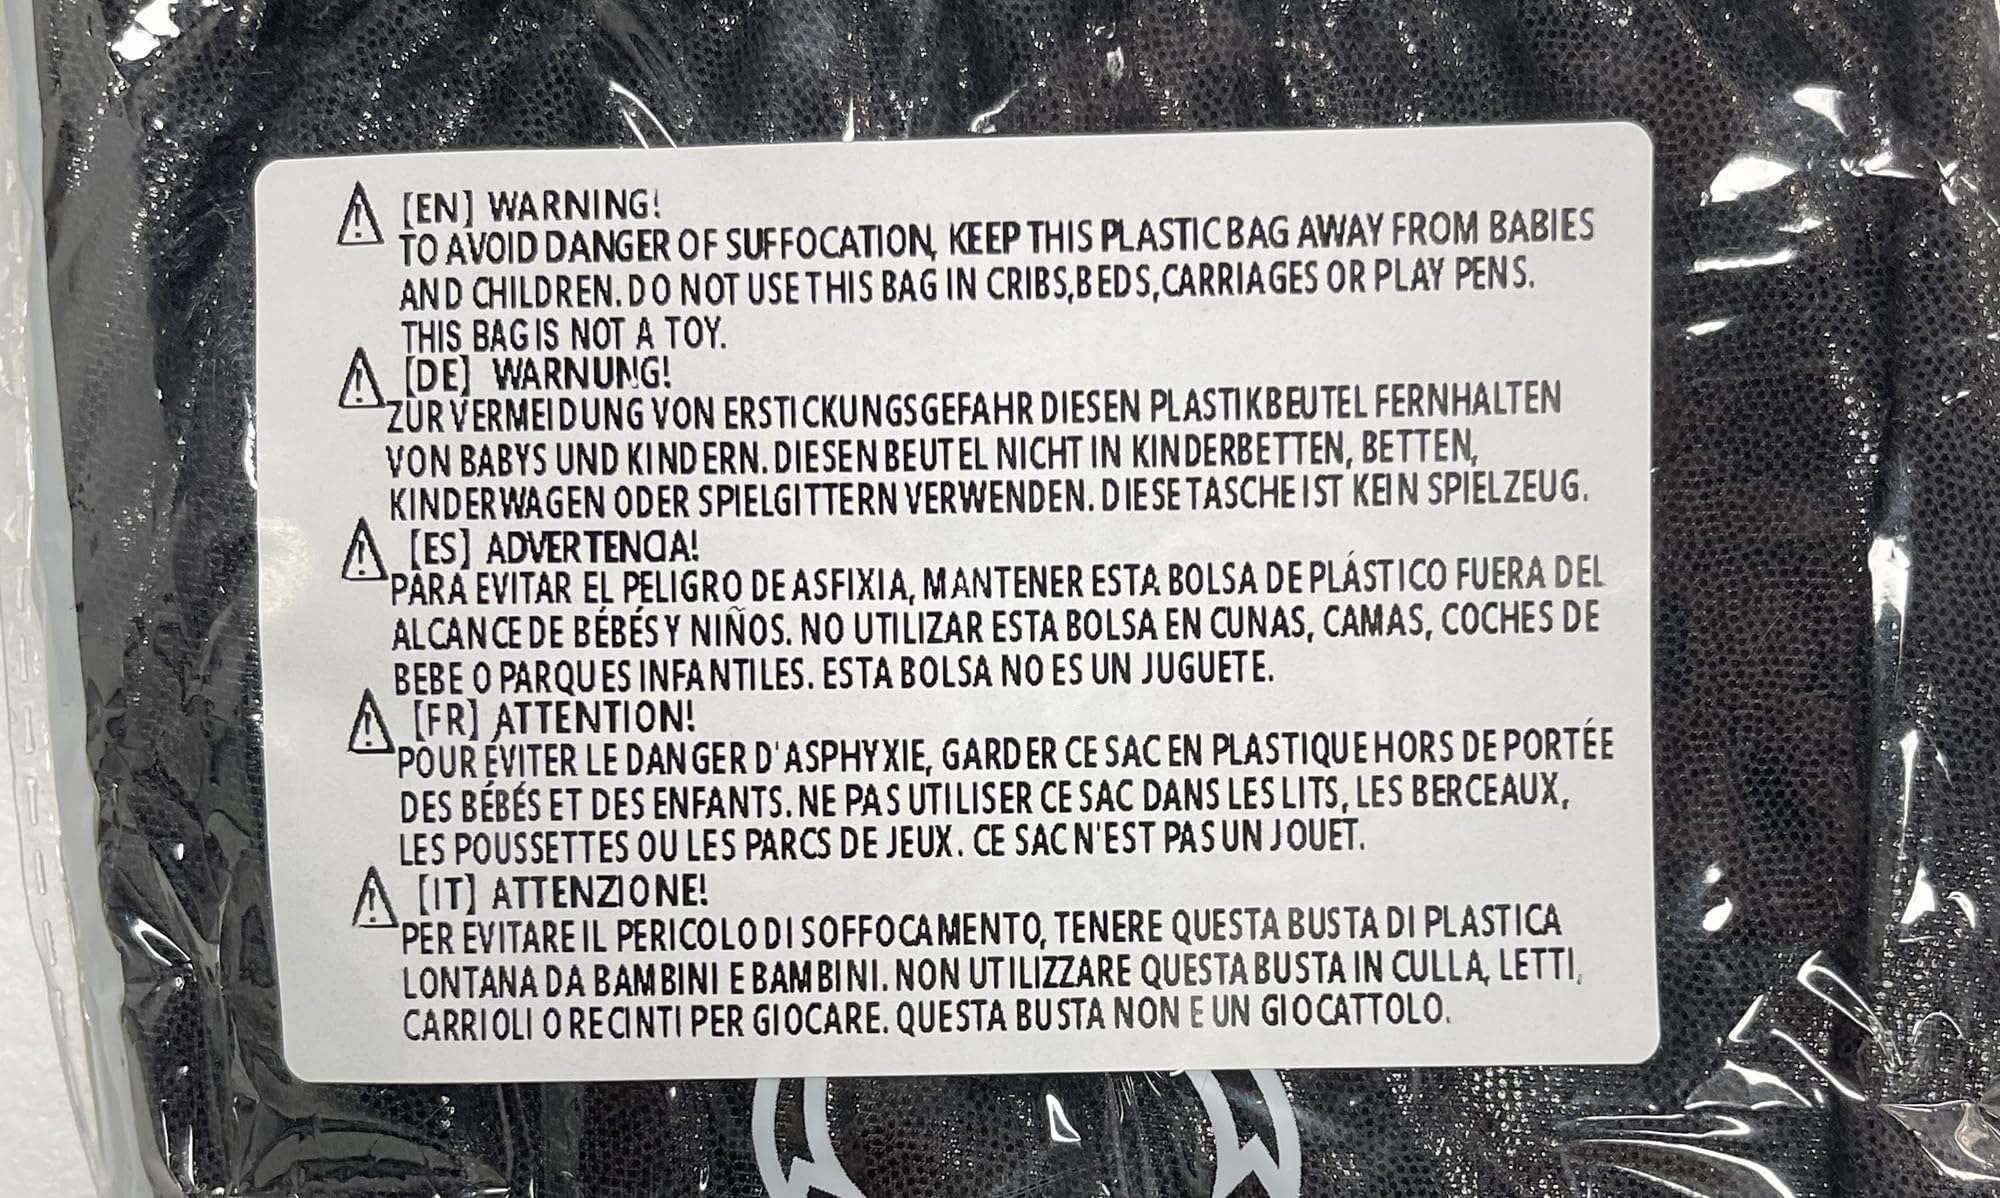 [EN] WARNING!
TO AVOID DANGER OF SUFFOCATION, KEEP THIS PLASTIC BAG AWAY FROM BABIES
AND CHILDREN. DO NOT USE THIS BAG IN CRIBS,BEDS,CARRIAGES OR PLAY PENS.
THIS BAG IS NOT A TOY.
[DE] WARNUNG!
ZUR VERMEIDUNG VON ERSTICKUNGSGEFAHR DIESEN PLASTIKBEUTEL FERNHALTEN
VON BABYS UND KINDERN. DIESEN BEUTEL NICHT IN KINDERBETTEN, BETTEN,
KINDERWAGEN ODER SPIELGITTERN VERWENDEN. DIESE TASCHE IST KEIN SPIELZEUG.
[ES] ADVERTENCIA!
PARA EVITAR EL PELIGRO DE ASFIXIA, MANTENER ESTA BOLSA DE PLÁSTICO FUERA DEL
ALCANCE DE BÉBÉS Y NIÑOS. NO UTILIZAR ESTA BOLSA EN CUNAS, CAMAS, COCHES DE
BEBE O PARQUES INFANTILES. ESTA BOLSA NO ES UN JUGUETE.
[FR] ATTENTION!
POUR ÉVITER LE DANGER D'ASPHYXIE, GARDER CE SAC EN PLASTIQUE HORS DE PORTÉE
DES BÉBÉS ET DES ENFANTS. NE PAS UTILISER CE SAC DANS LES LITS, LES BERCEAUX,
LES POUSSETTES OU LES PARCS DE JEUX. CE SAC N'EST PAS UN JOUET.
[IT] ATTENZIONE!
PER EVITARE IL PERICOLO DI SOFFOCAMENTO, TENERE QUESTA BUSTA DI PLASTICA
LONTANA DA BAMBINI E BAMBINI. NON UTILIZZARE QUESTA BUSTA IN CULLA, LETTI,
CARRIOLI O RECINTI PER GIOCARE. QUESTA BUSTA NON E UN GIOCATTOLO.